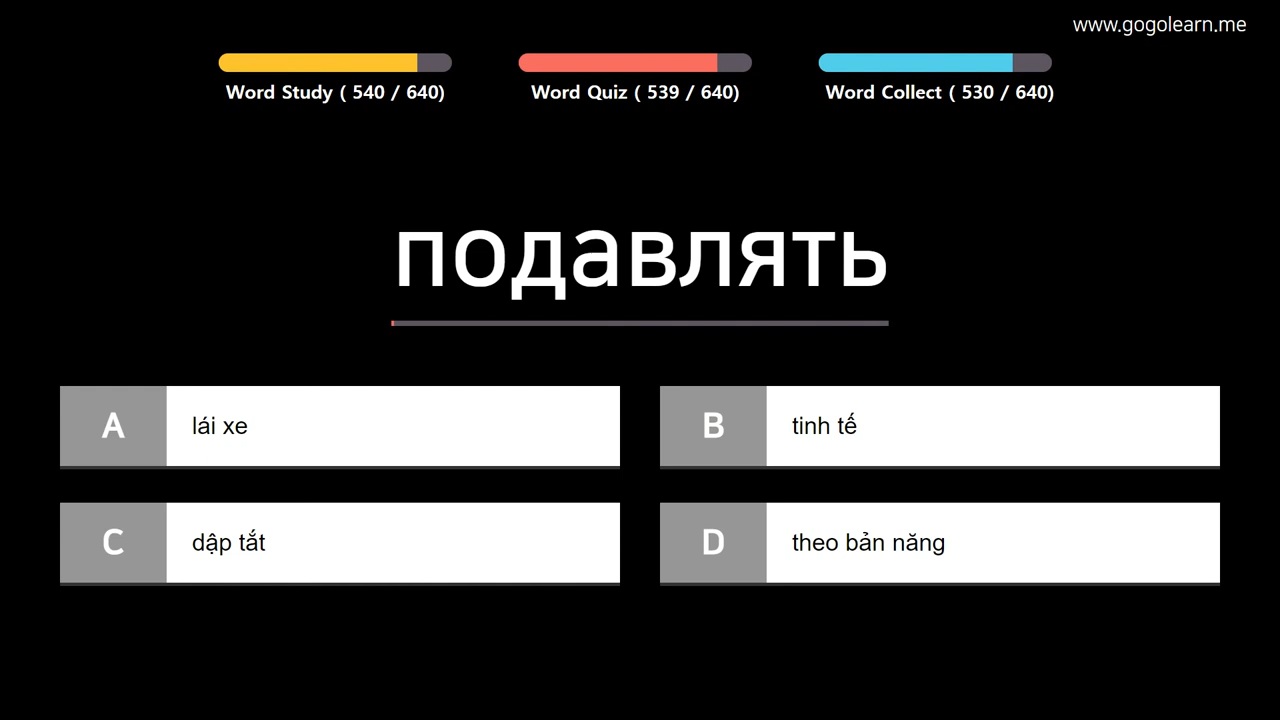 www.gogolearn.me
Word Study ( 540 / 640)
Word Quiz ( 539 / 640)
Word Collect ( 530 / 640)
подавлять
A
lái xe
B
tinh tế
C
dập tắt
D
theo bản năng